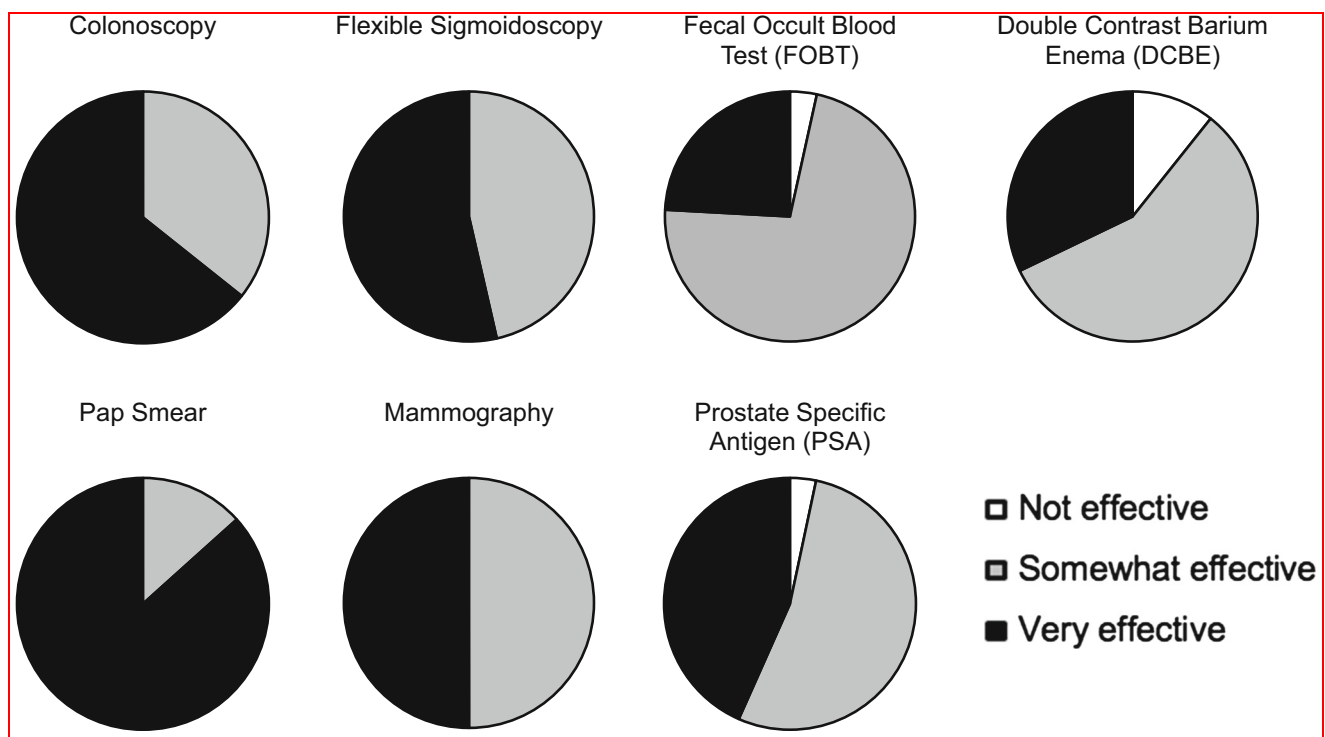 Colonoscopy
Flexible Sigmoidoscopy
Fecal Occult Blood
Test (FOBT)
Double Contrast Barium
Enema (DCBE)
Pap Smear
Mammography
Prostate Specific
Antigen (PSA)
Not effective
Somewhat effective
Very effective